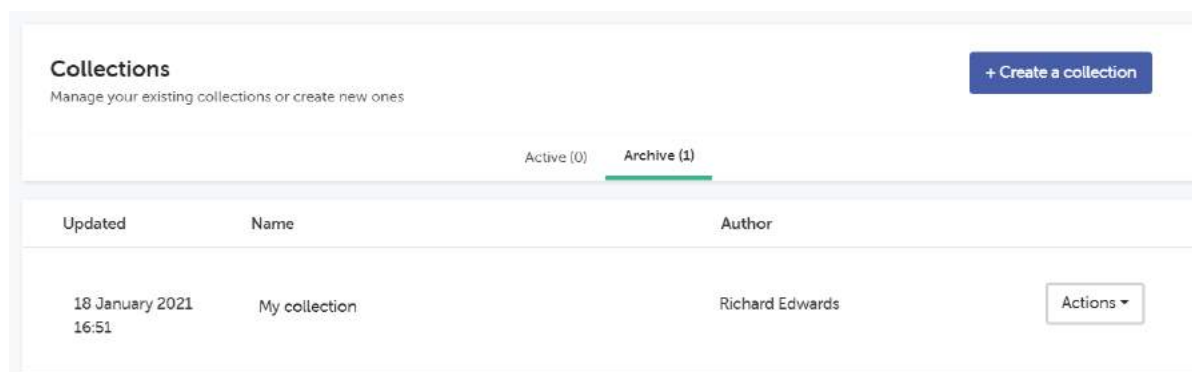 Collections
+ Create a collection
Manage your existing collections or create new ones
Active (0) Archive (1)
Updated Name Author
18 January 2021 My collection Richard Edwards Actions
16:51